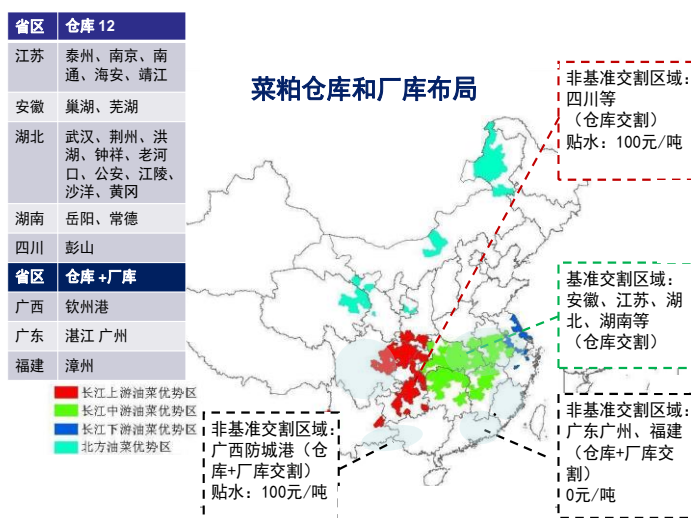 菜粕仓库和厂库布局
省区 仓库 12
江苏 泰州、南京、南
通、海安、靖江
安徽 巢湖、芜湖
湖北 武汉、荆州、洪
湖、钟祥、老河
口、公安、江陵、
沙洋、黄冈
湖南 岳阳、常德
四川 彭山
省区 仓库 +厂库
广西 钦州港
广东 湛江 广州
福建 漳州
长江上游油菜优势区
长江中游油菜优势区
长江下游油菜优势区
北方油菜优势区
非基准交割区域：
四川等
（仓库交割）
贴水：100元/吨
基准交割区域：
安徽、江苏、湖
北、湖南等
（仓库交割）
非基准交割区域：
广西防城港（仓
库+厂库交割）
贴水：100元/吨
非基准交割区域：
广东广州、福建
（仓库+厂库交
割）
0元/吨